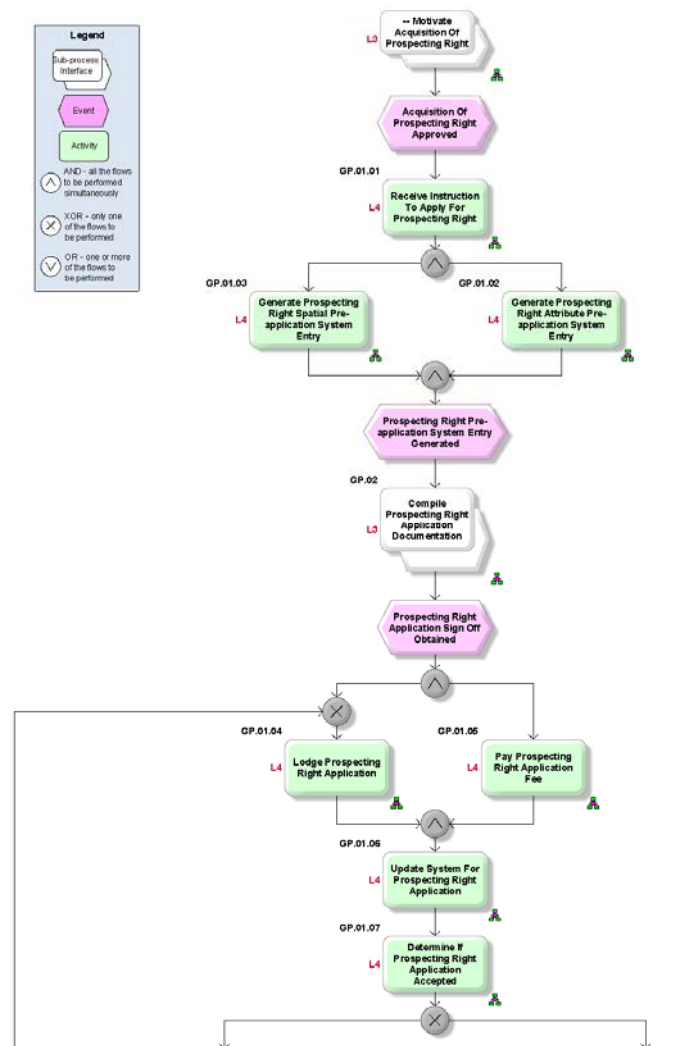 Legend
Sub-process
Interface
Event
Activity
AND - all the flows
to be performed
simultaneously
XOR - only one
of the flows to
be performed
OR - one or more
of the flows to
be performed
-- Motivate
Acquisition Of
Prospecting Right
L3
Acquisition Of
Prospecting Right
Approved
GP.01.01
Receive Instruction
To Apply For
Prospecting Right
L4
GP.01.03
Generate Prospecting
Right Spatial Pre-
application System
Entry
L4
GP.01.02
Generate Prospecting
Right Attribute Pre-
application System
Entry
L4
Prospecting Right Pre-
application System Entry
Generated
GP.02
Compile
Prospecting Right
Application
Documentation
L3
Prospecting Right
Application Sign Off
Obtained
GP.01.04
Lodge Prospecting
Right Application
L4
GP.01.05
Pay Prospecting
Right Application
Fee
L4
GP.01.06
Update System For
Prospecting Right
Application
L4
GP.01.07
Determine If
Prospecting Right
Application
Accepted
L4